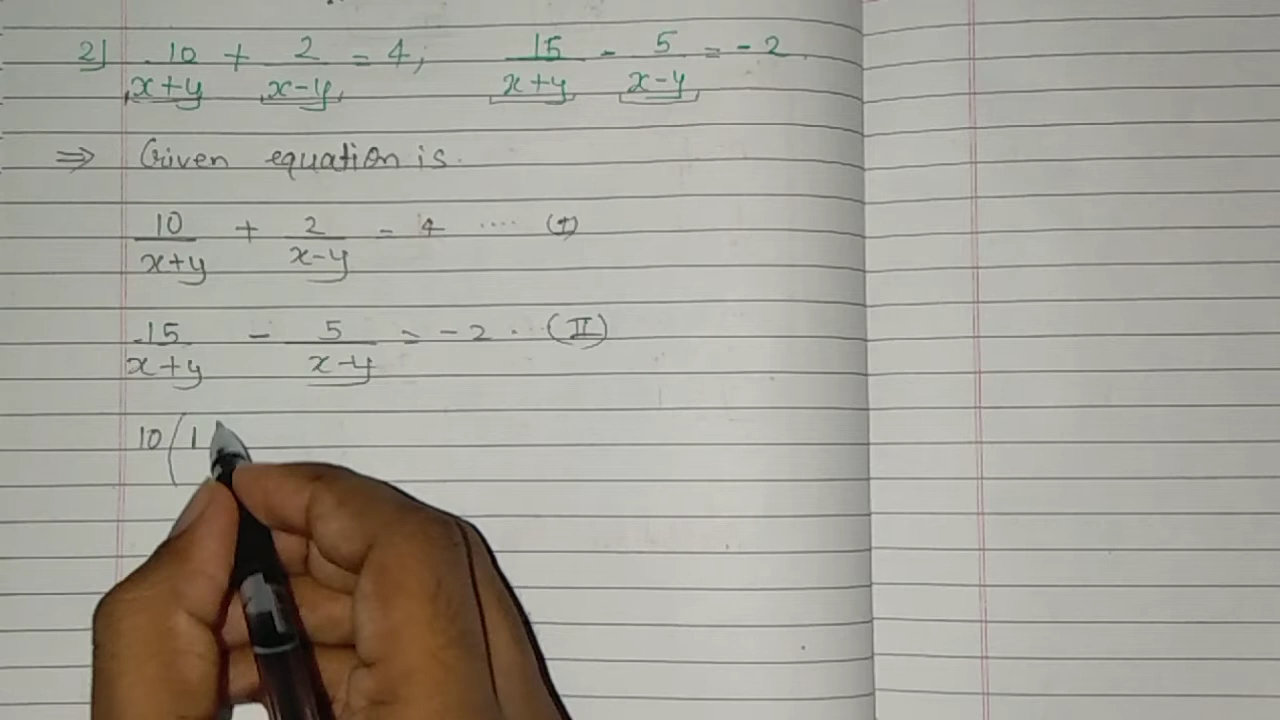 2] 10/(x+y) + 2/(x-y) = 4, 15/(x+y) - 5/(x-y) = -2
⇒ Given equation is.
10/(x+y) + 2/(x-y) = 4 .... (I)
15/(x+y) - 5/(x-y) = -2 . (II)
10 ( 1